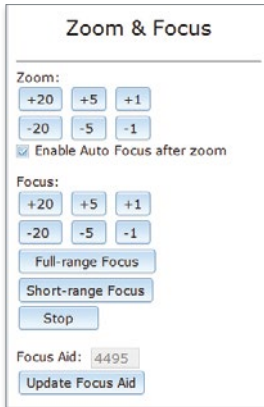 Zoom & Focus
Zoom:
+20 +5 +1
-20 -5 -1
Enable Auto Focus after zoom
Focus:
+20 +5 +1
-20 -5 -1
Full-range Focus
Short-range Focus
Stop
Focus Aid: 4495
Update Focus Aid